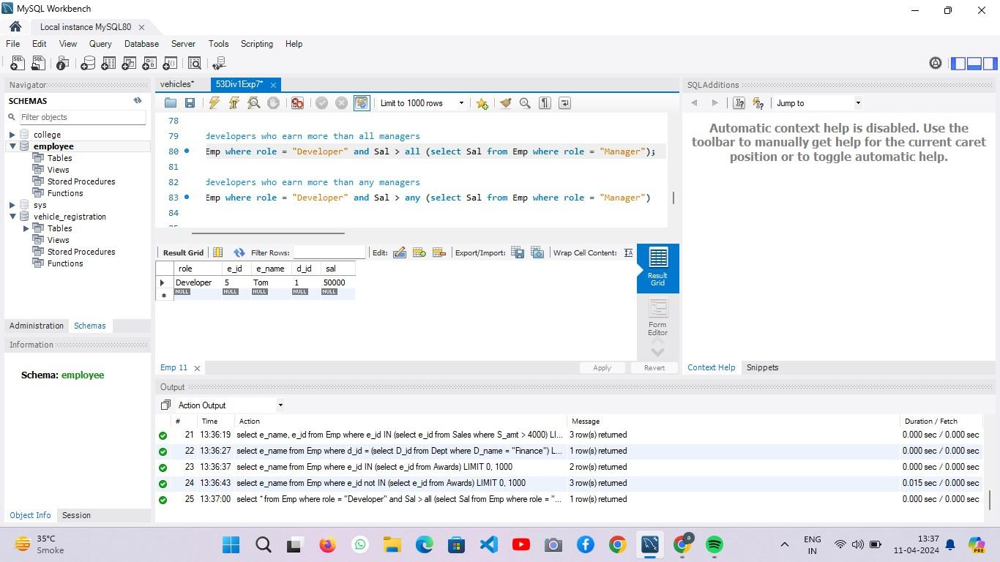 MySQL Workbench
Local instance MySQL80
File Edit View Query Database Server Tools Scripting Help
Navigator
SCHEMAS
Filter objects
college
employee
Tables
Views
Stored Procedures
Functions
sys
vehicle_registration
Tables
Views
Stored Procedures
Functions
Administration Schemas
Information
Schema: employee
Object Info Session
vehicles* 53Div1Exp7*
Limit to 1000 rows
78
79 developers who earn more than all managers
80 Emp where role = "Developer" and Sal > all (select Sal from Emp where role = "Manager");
81
82 developers who earn more than any managers
83 Emp where role = "Developer" and Sal > any (select Sal from Emp where role = "Manager")
84
Result Grid Filter Rows: Edit: Export/Import: Wrap Cell Content:
role e_id e_name d_id sal
Developer 5 Tom 1 50000
NULL NULL NULL NULL NULL
Result
Grid
Form
Editor
Emp 11 Apply Revert
SQLAdditions
Jump to
Automatic context help is disabled. Use the
toolbar to manually get help for the current caret
position or to toggle automatic help.
Context Help Snippets
Output
Action Output
# Time Action Message Duration / Fetch
21 13:36:19 select e_name, e_id from Emp where e_id IN (select e_id from Sales where S_amt > 4000) LI... 3 row(s) returned 0.000 sec / 0.000 sec
22 13:36:27 select e_name from Emp where d_id = (select D_id from Dept where D_name = "Finance") L... 1 row(s) returned 0.000 sec / 0.000 sec
23 13:36:37 select e_name from Emp where e_id IN (select e_id from Awards) LIMIT 0, 1000 2 row(s) returned 0.000 sec / 0.000 sec
24 13:36:43 select e_name from Emp where e_id not IN (select e_id from Awards) LIMIT 0, 1000 3 row(s) returned 0.015 sec / 0.000 sec
25 13:37:00 select * from Emp where role = "Developer" and Sal > all (select Sal from Emp where role = "... 1 row(s) returned 0.000 sec / 0.000 sec
35°C
Smoke
ENG
IN
13:37
11-04-2024
PRE